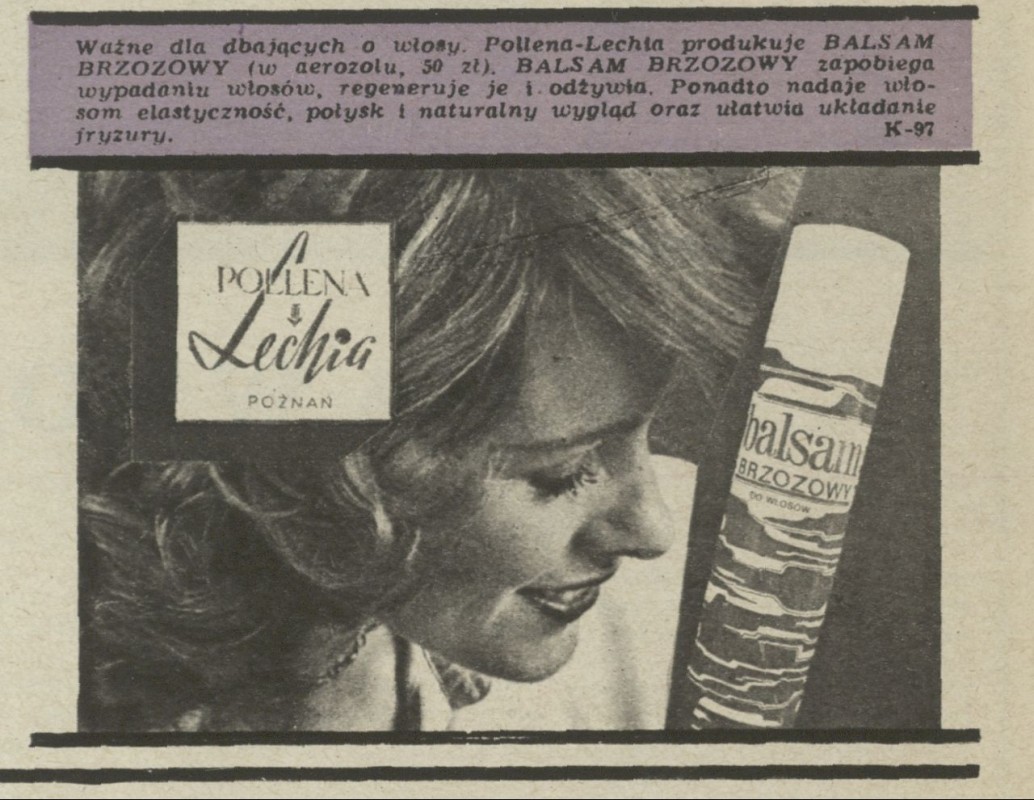 Ważne dla dbających o włosy. Pollena-Lechia produkuje BALSAM
BRZOZOWY (w aerozolu, 50 zł). BALSAM BRZOZOWY zapobiega
wypadaniu włosów, regeneruje je i odżywia. Ponadto nadaje wło-
som elastyczność, połysk i naturalny wygląd oraz ułatwia układanie
fryzury. K-97
POLLENA
Lechia
POZNAŃ
balsam
BRZOZOWY
DO WŁOSÓW